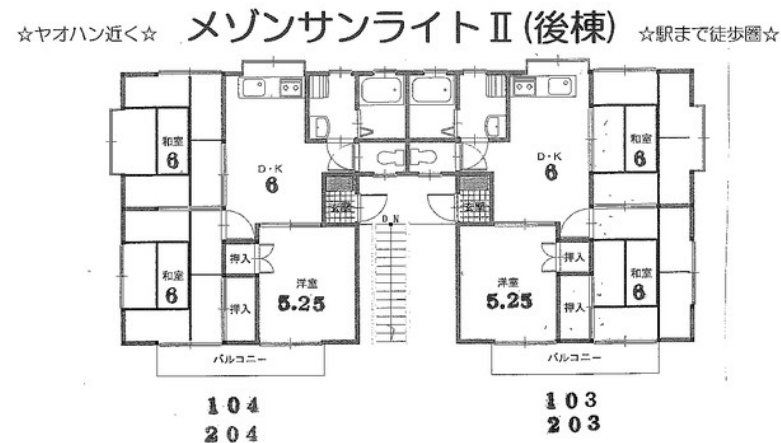 ☆ヤオハン近く☆ メゾンサンライトⅡ(後棟) ☆駅まで徒歩圏☆
和室
6
D・K
6
玄関
和室
6
押入
押入
洋室
5.25
バルコニー
DN
D・K
6
和室
6
玄関
洋室
5.25
押入
押入
和室
6
バルコニー
104
204
103
203